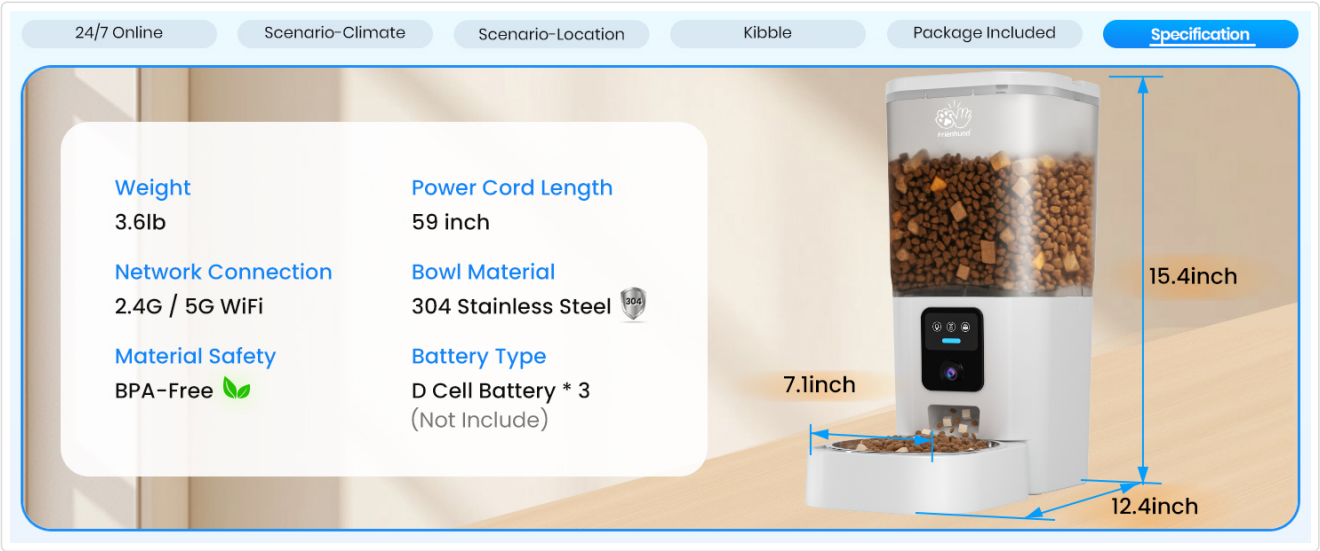 24/7 Online
Scenario-Climate
Scenario-Location
Kibble
Package Included
Specification
Weight
3.6lb
Power Cord Length
59 inch
Network Connection
2.4G / 5G WiFi
Bowl Material
304 Stainless Steel
304
Material Safety
BPA-Free
Battery Type
D Cell Battery * 3
(Not Include)
15.4inch
7.1inch
12.4inch